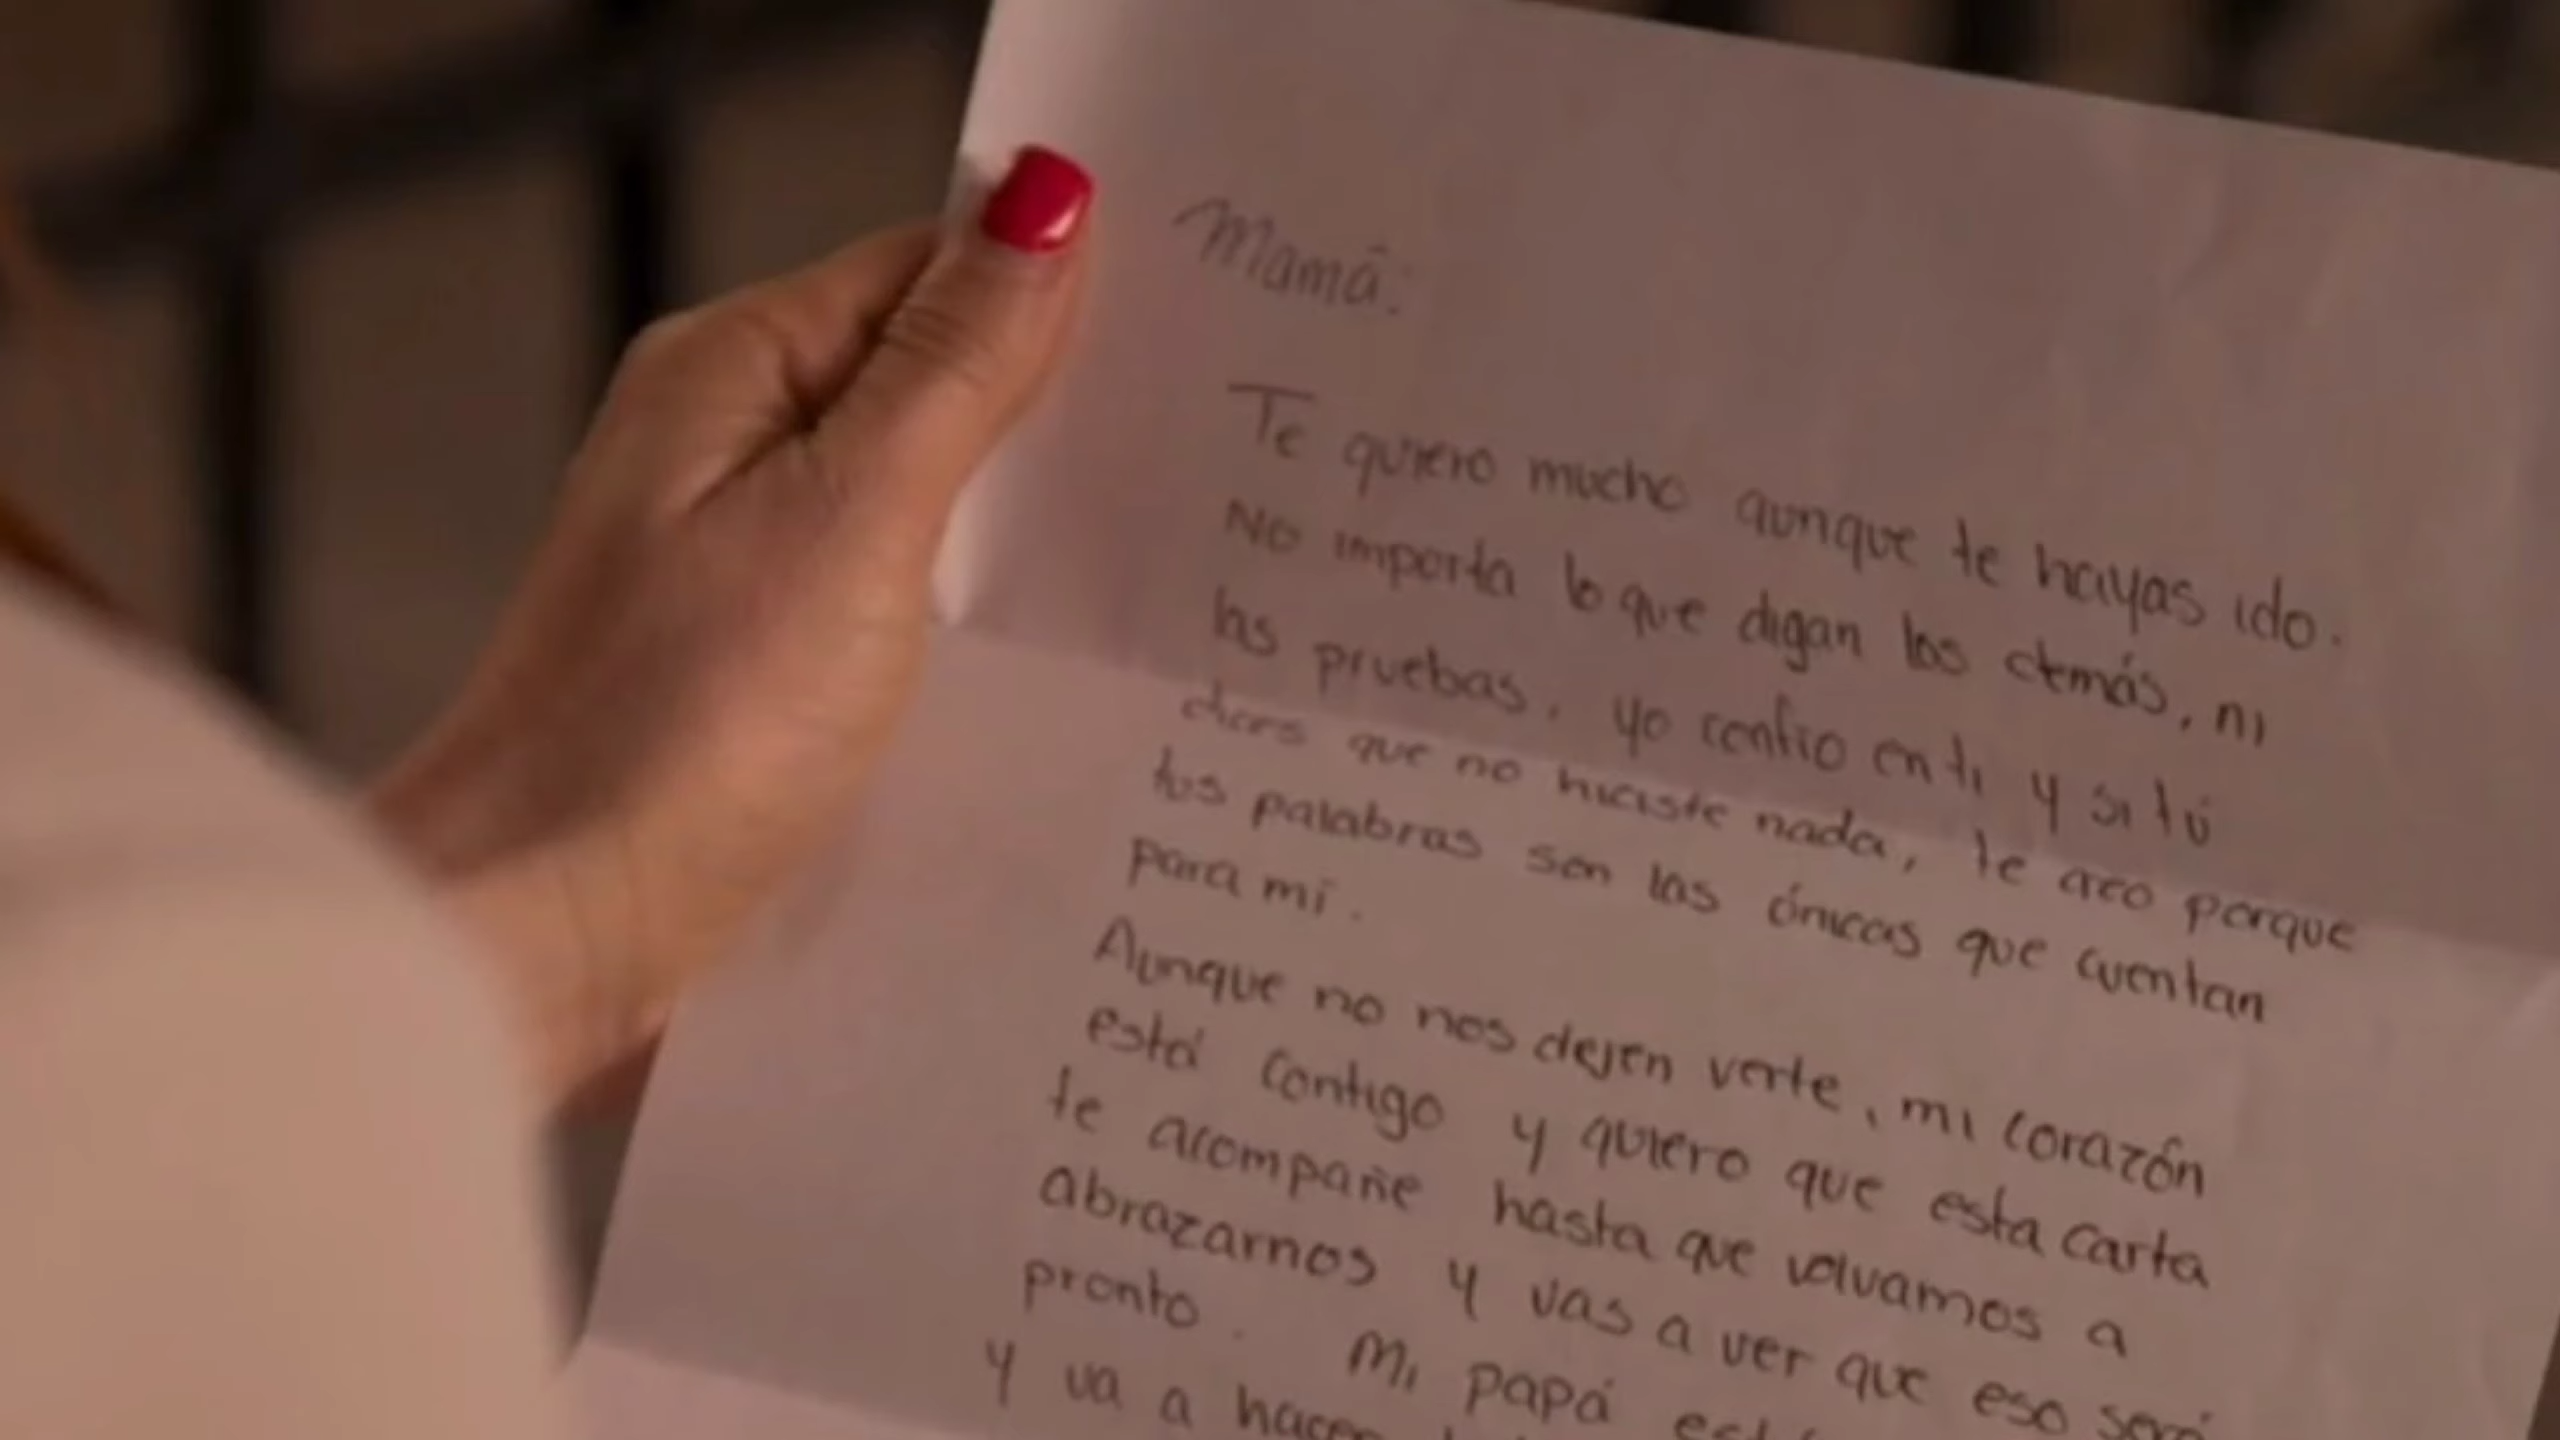 Mamá:
Te quiero mucho aunque te hayas ido.
No importa lo que digan los demás, ni
las pruebas, yo confio en ti y si tú
dices que no hiciste nada, te creo porque
tus palabras son las únicas que cuentan
para mi.
Aunque no nos dejen verte, mi corazón
está contigo y quiero que esta carta
te acompañe hasta que volvamos a
abrazarnos y vas a ver que eso será
pronto. Mi papá
y va a hacer